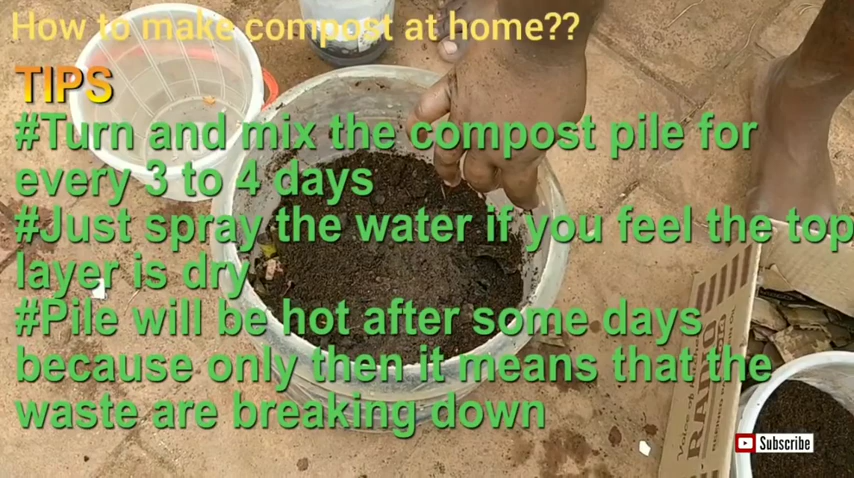 How to make compost at home??
TIPS
#Turn and mix the compost pile for
every 3 to 4 days
#Just spray the water if you feel the top
layer is dry
#Pile will be hot after some days
because only then it means that the
waste are breaking down
Subscribe